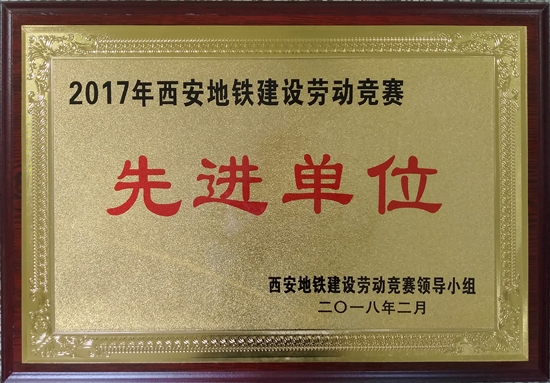 2017年西安地铁建设劳动竞赛
先进单位
西安地铁建设劳动竞赛领导小组
二〇一八年二月